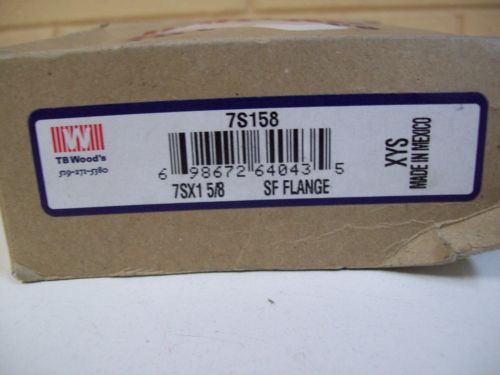 TB Wood's
519-271-5380
7S158
6 98672 64043 5
7SX1 5/8 SF FLANGE
XYS
MADE IN MEXICO